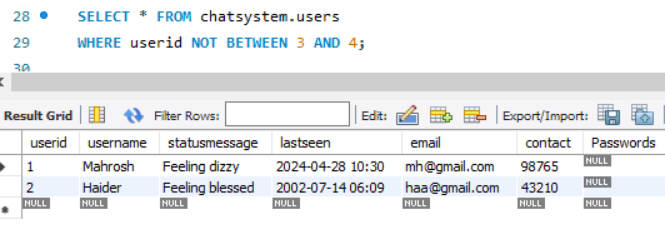 28 SELECT * FROM chatsystem.users
29 WHERE userid NOT BETWEEN 3 AND 4;
30
Result Grid Filter Rows: Edit: Export/Import:
userid username statusmessage lastseen email contact Passwords
1 Mahrosh Feeling dizzy 2024-04-28 10:30 mh@gmail.com 98765 NULL
2 Haider Feeling blessed 2002-07-14 06:09 haa@gmail.com 43210 NULL
NULL NULL NULL NULL NULL NULL NULL